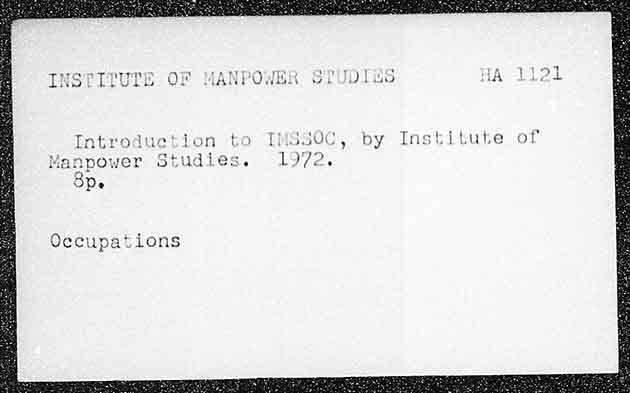 INSTITUTE OF MANPOWER STUDIES HA 1121
Introduction to IMSSOC, by Institute of
Manpower Studies. 1972.
8p.
Occupations